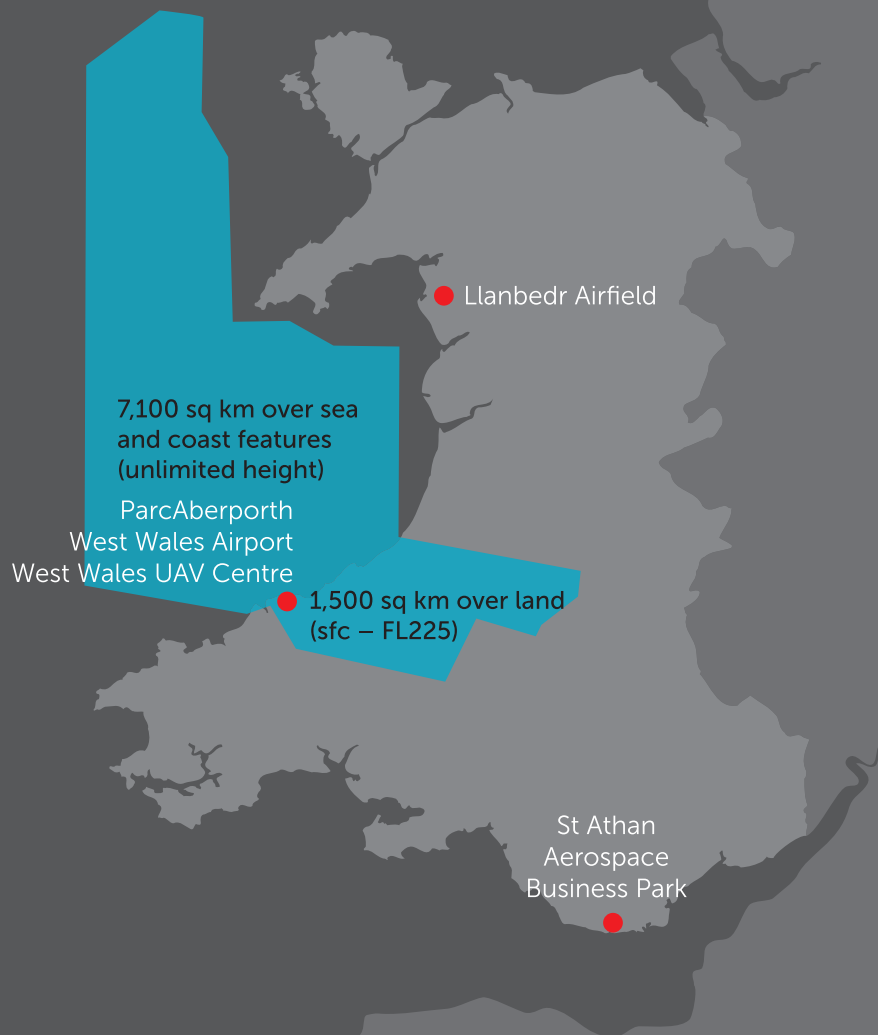 Llanbedr Airfield
7,100 sq km over sea
and coast features
(unlimited height)
ParcAberporth
West Wales Airport
West Wales UAV Centre
1,500 sq km over land
(sfc – FL225)
St Athan
Aerospace
Business Park